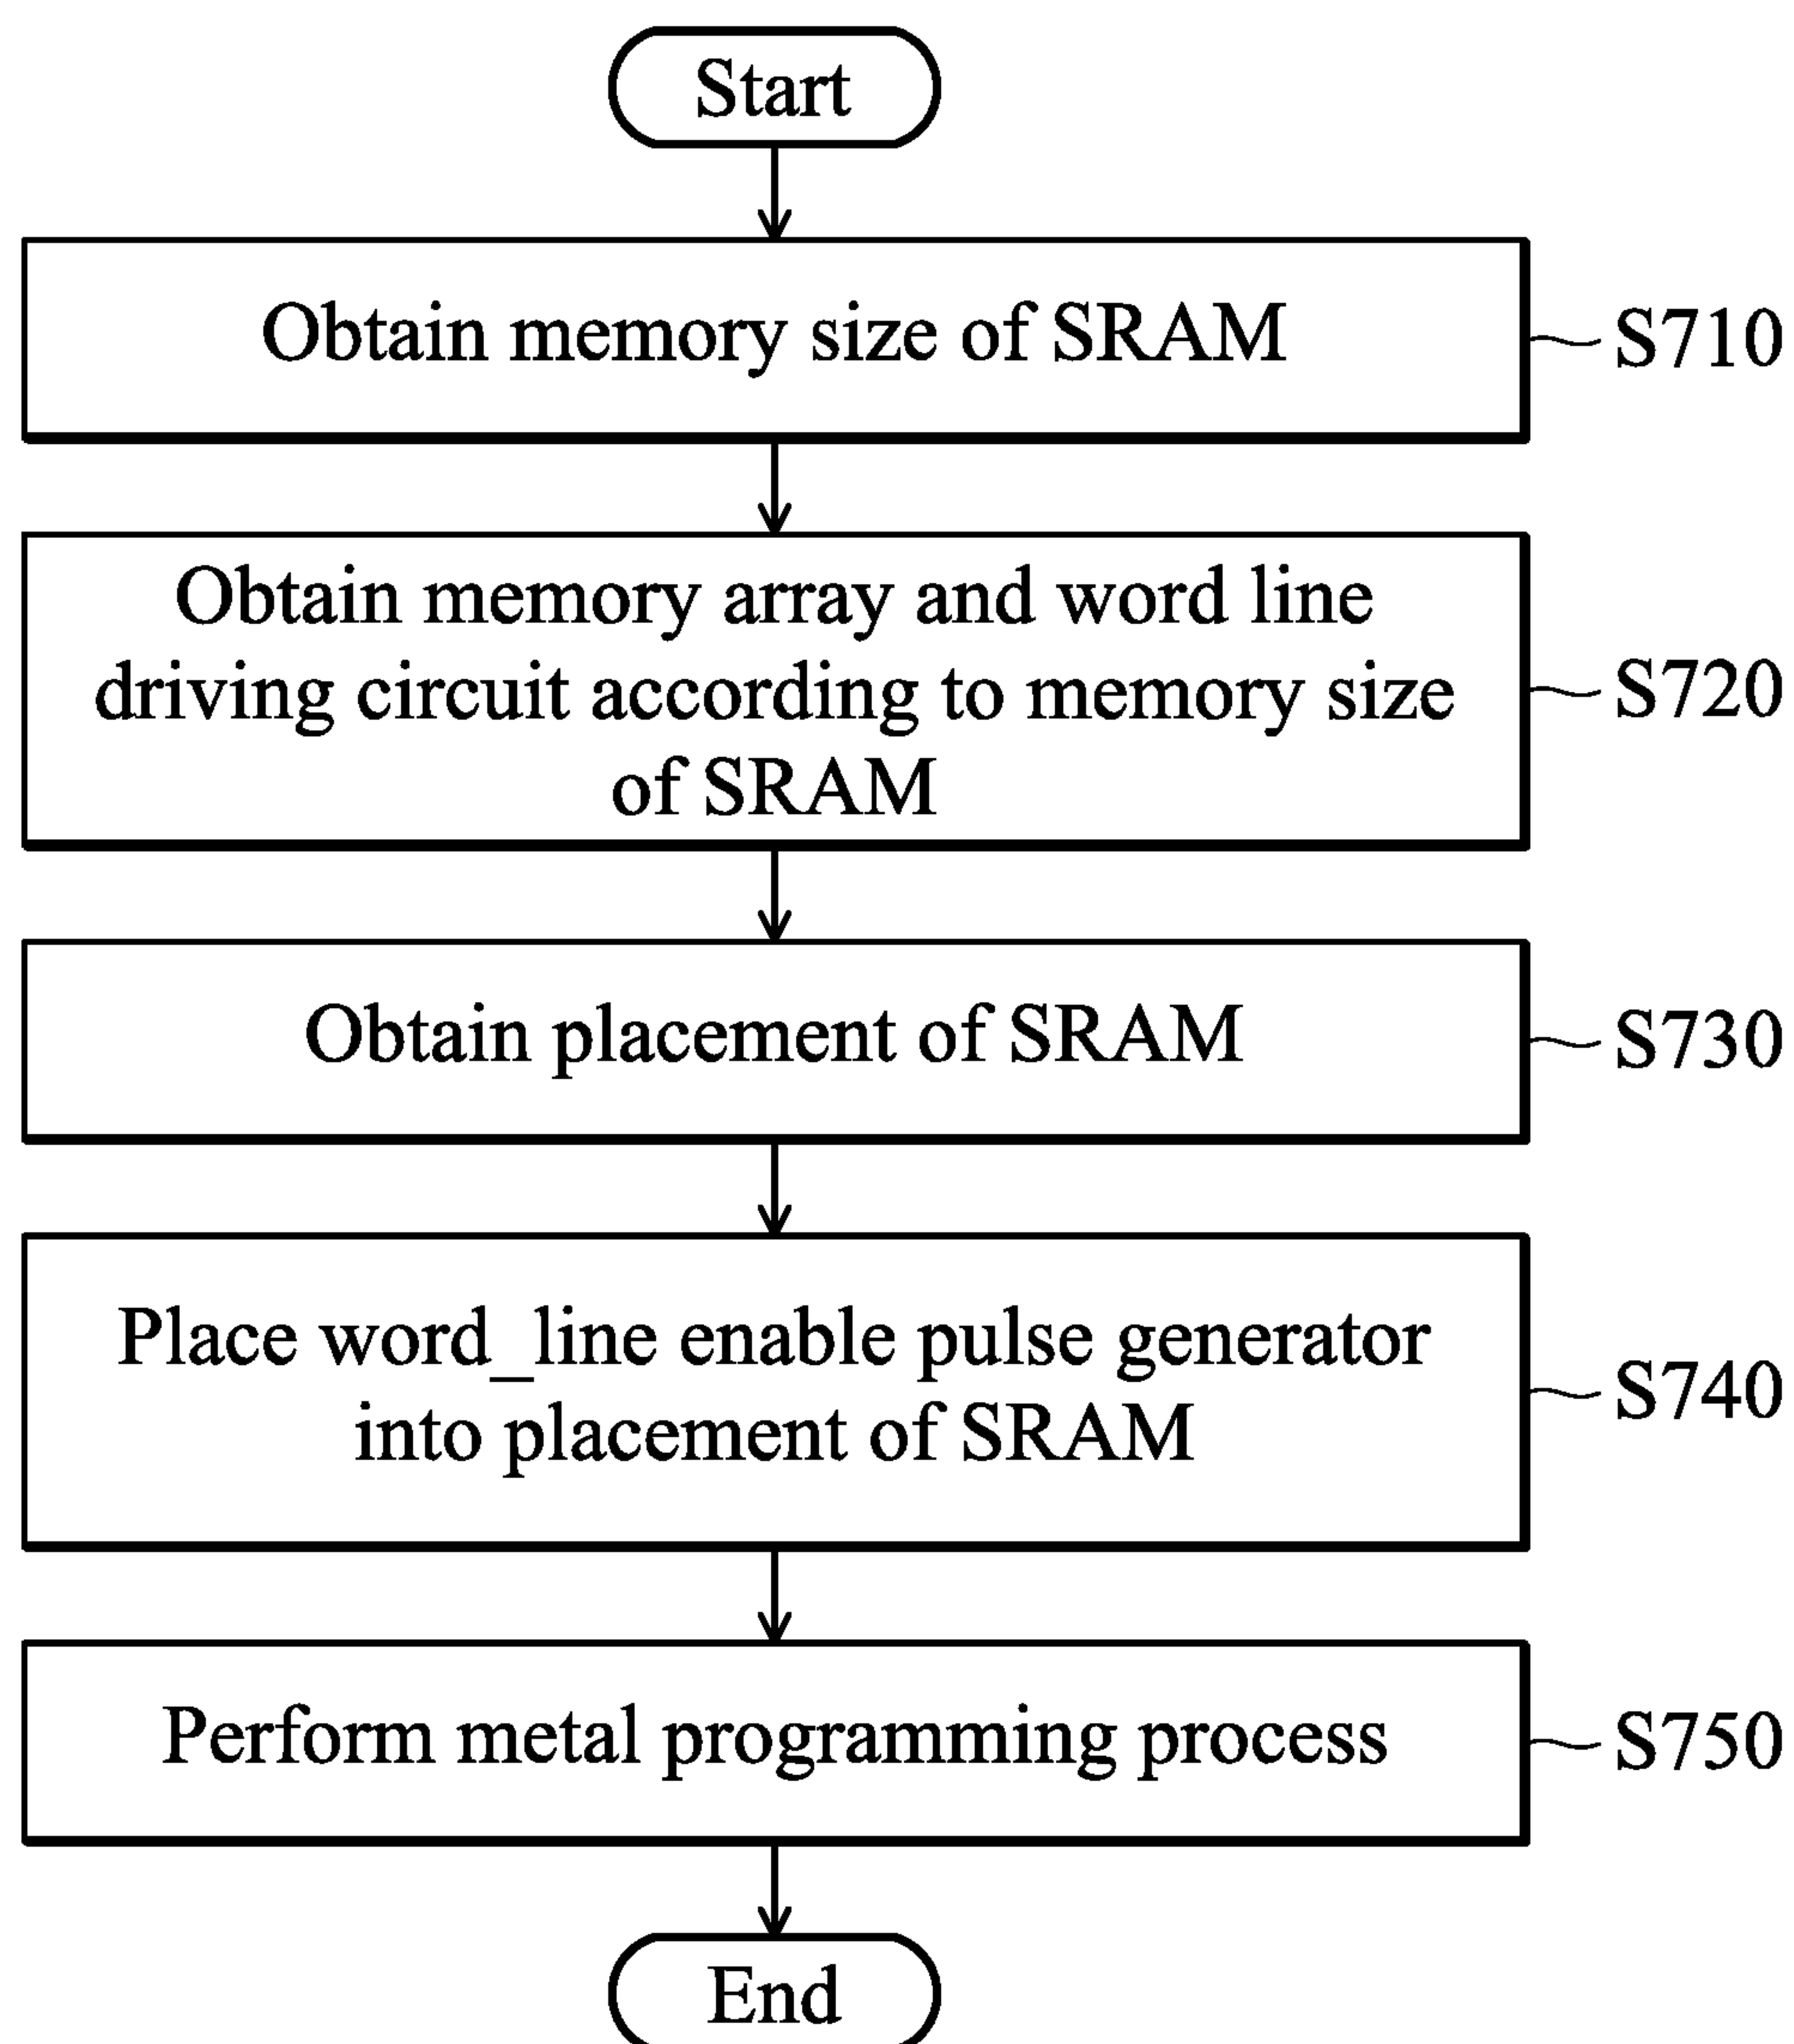 Start
Obtain memory size of SRAM
S710
Obtain memory array and word line
driving circuit according to memory size
of SRAM
S720
Obtain placement of SRAM
S730
Place word_line enable pulse generator
into placement of SRAM
S740
Perform metal programming process
S750
End